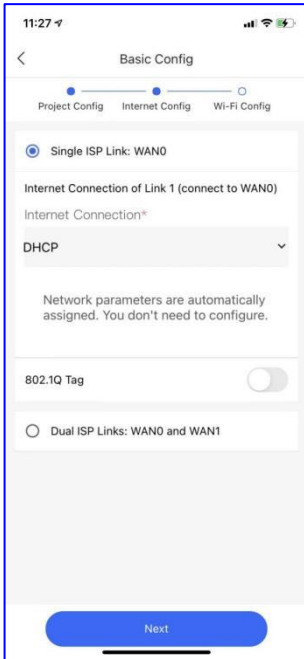 11:27
Basic Config
Project Config Internet Config Wi-Fi Config
Single ISP Link: WAN0
Internet Connection of Link 1 (connect to WAN0)
Internet Connection*
DHCP
Network parameters are automatically
assigned. You don't need to configure.
802.1Q Tag
Dual ISP Links: WAN0 and WAN1
Next